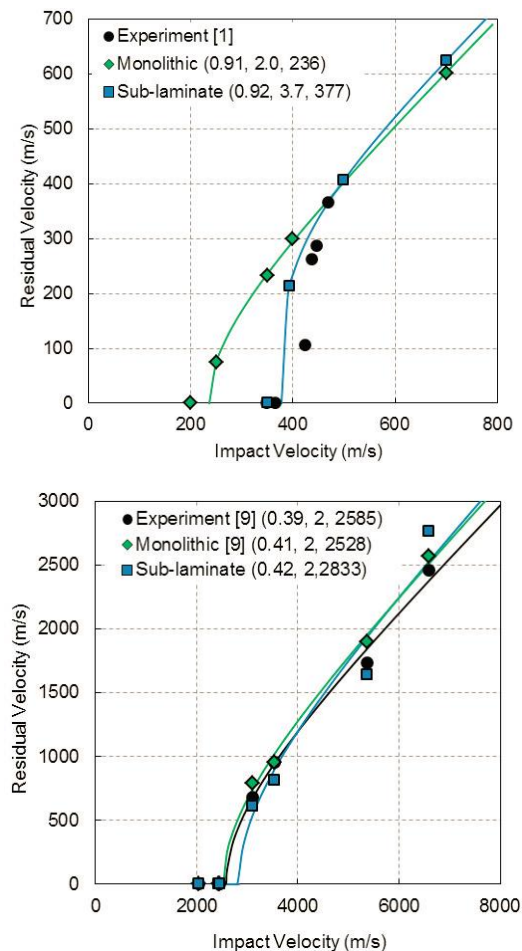 700
600
500
400
300
200
100
0
Experiment [1]
Monolithic (0.91, 2.0, 236)
Sub-laminate (0.92, 3.7, 377)
Residual Velocity (m/s)
0 200 400 600 800
Impact Velocity (m/s)
3000
2500
2000
1500
1000
500
0
Experiment [9] (0.39, 2, 2585)
Monolithic [9] (0.41, 2, 2528)
Sub-laminate (0.42, 2,2833)
Residual Velocity (m/s)
0 2000 4000 6000 8000
Impact Velocity (m/s)